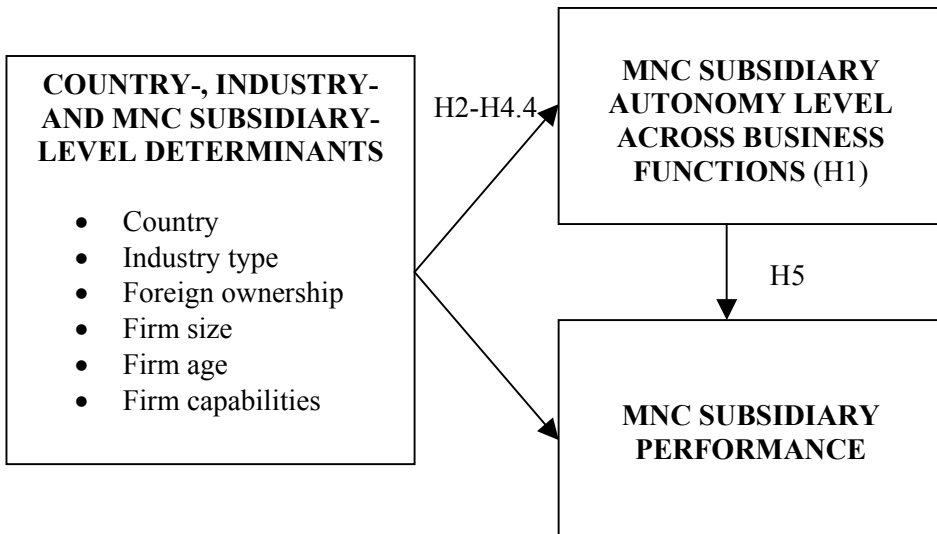 COUNTRY-, INDUSTRY-
AND MNC SUBSIDIARY-
LEVEL DETERMINANTS
• Country
• Industry type
• Foreign ownership
• Firm size
• Firm age
• Firm capabilities
H2-H4.4
MNC SUBSIDIARY
AUTONOMY LEVEL
ACROSS BUSINESS
FUNCTIONS (H1)
H5
MNC SUBSIDIARY
PERFORMANCE